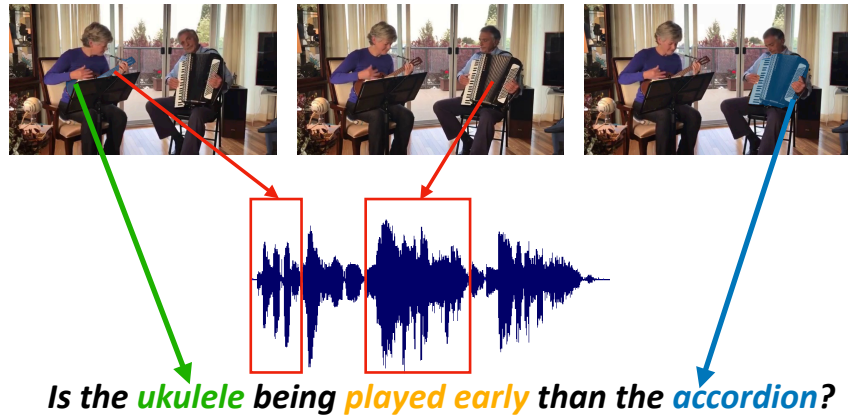 Is the ukulele being played early than the accordion?